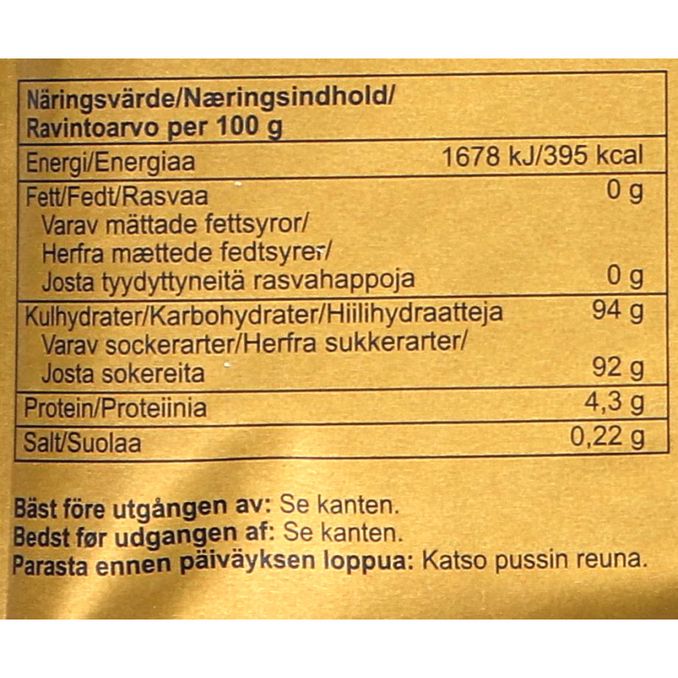 Näringsvärde/Næringsindhold/
Ravintoarvo per 100 g
Energi/Energiaa 1678 kJ/395 kcal
Fett/Fedt/Rasvaa 0 g
Varav mättade fettsyror/
Herfra mættede fedtsyrer/
Josta tyydyttyneitä rasvahappoja 0 g
Kulhydrater/Karbohydrater/Hiilihydraatteja 94 g
Varav sockerarter/Herfra sukkerarter/
Josta sokereita 92 g
Protein/Proteiinia 4,3 g
Salt/Suolaa 0,22 g
Bäst före utgången av: Se kanten.
Bedst før udgangen af: Se kanten.
Parasta ennen päiväyksen loppua: Katso pussin reuna.